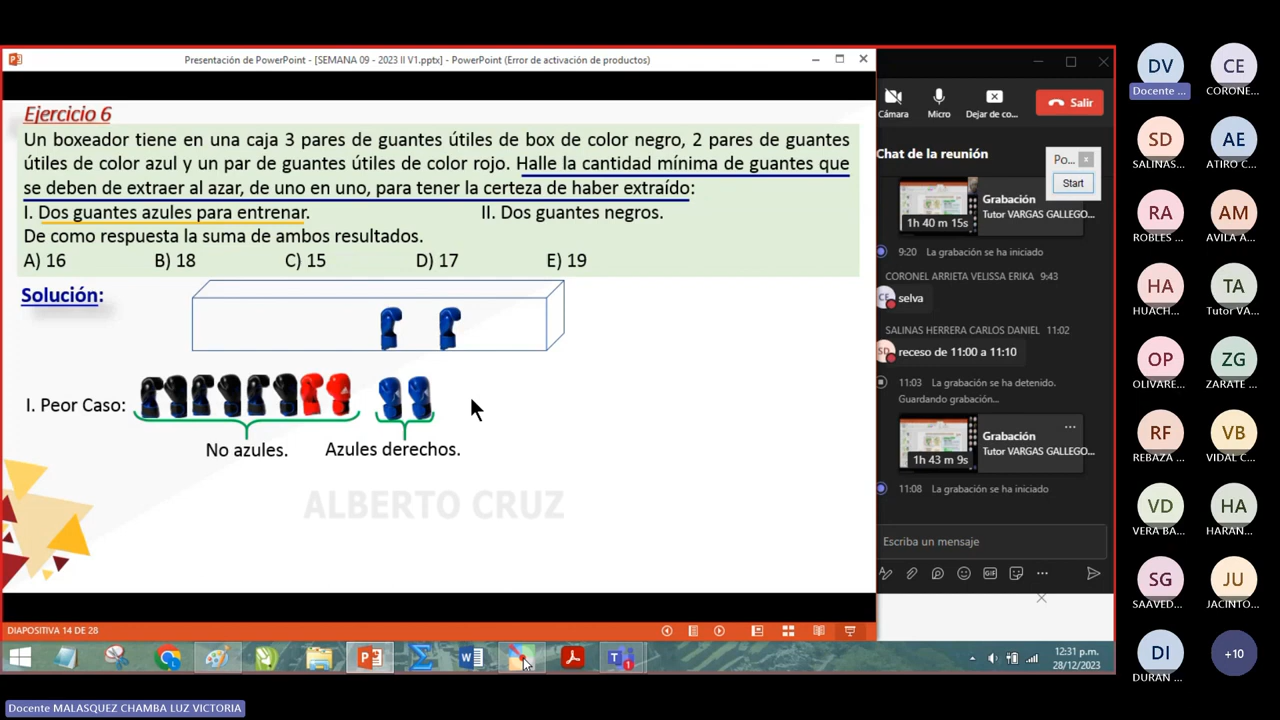 Presentación de PowerPoint - [SEMANA 09 - 2023 II V1.pptx] - PowerPoint (Error de activación de productos)
Ejercicio 6
Un boxeador tiene en una caja 3 pares de guantes útiles de box de color negro, 2 pares de guantes
útiles de color azul y un par de guantes útiles de color rojo. Halle la cantidad mínima de guantes que
se deben de extraer al azar, de uno en uno, para tener la certeza de haber extraído:
I. Dos guantes azules para entrenar. II. Dos guantes negros.
De como respuesta la suma de ambos resultados.
A) 16 B) 18 C) 15 D) 17 E) 19
Solución:
I. Peor Caso:
No azules. Azules derechos.
ALBERTO CRUZ
DIAPOSITIVA 14 DE 28
12:31 p.m.
28/12/2023
Cámara Micro Dejar de co... Salir
Chat de la reunión
Po... x
Start
Grabación
1h 40 m 15s Tutor VARGAS GALLEGO...
9:20 La grabación se ha iniciado
CORONEL ARRIETA VELISSA ERIKA 9:43
CE selva
SALINAS HERRERA CARLOS DANIEL 11:02
SD receso de 11:00 a 11:10
11:03 La grabación se ha detenido.
Guardando grabación...
Grabación
1h 43 m 9s Tutor VARGAS GALLEGO...
11:08 La grabación se ha iniciado
Escriba un mensaje
GIF
DV CE
Docente ... CORONE...
SD AE
SALINAS... ATIRO C...
RA AM
ROBLES ... AVILA A...
HA TA
HUACH... Tutor VA...
OP ZG
OLIVARE... ZARATE ...
RF VB
REBAZA ... VIDAL C...
VD HA
VERA BA... HARAN...
SG JU
SAAVED... JACINTO...
DI +10
DURAN ...
Docente MALASQUEZ CHAMBA LUZ VICTORIA